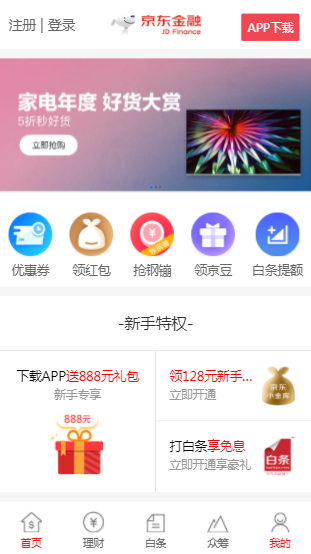 注册 | 登录
京东金融
JD Finance
APP下载
家电年度 好货大赏
5折秒好货
立即抢购
优惠券
领红包
抢钢镚
领京豆
白条提额
-新手特权-
下载APP送888元礼包
新手专享
888元
领128元新手...
立即开通
京东
小金库
打白条享免息
立即开通享豪礼
白条
首页
理财
白条
众筹
我的